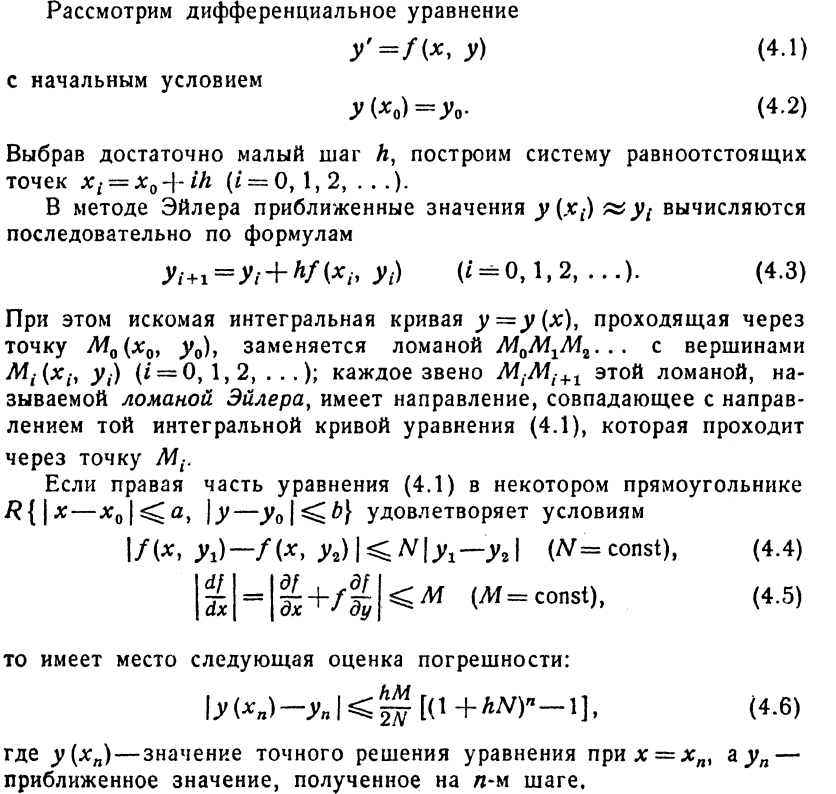 Рассмотрим дифференциальное уравнение
y′=f(x, y) (4.1)
с начальным условием
y(x₀)=y₀. (4.2)
Выбрав достаточно малый шаг h, построим систему равноотстоящих
точек xᵢ=x₀+ih (i=0, 1, 2, ...).
В методе Эйлера приближенные значения y(xᵢ)≈yᵢ вычисляются
последовательно по формулам
yᵢ₊₁=yᵢ+hf(xᵢ, yᵢ) (i=0, 1, 2, ...). (4.3)
При этом искомая интегральная кривая y=y(x), проходящая через
точку M₀(x₀, y₀), заменяется ломаной M₀M₁M₂... с вершинами
Mᵢ(xᵢ, yᵢ) (i=0, 1, 2, ...); каждое звено MᵢMᵢ₊₁ этой ломаной, на-
зываемой ломаной Эйлера, имеет направление, совпадающее с направ-
лением той интегральной кривой уравнения (4.1), которая проходит
через точку Mᵢ.
Если правая часть уравнения (4.1) в некотором прямоугольнике
R{|x—x₀|⩽a, |y—y₀|⩽b} удовлетворяет условиям
|f(x, y₁)—f(x, y₂)|⩽N|y₁—y₂| (N=const), (4.4)
|df/dx|=|∂f/∂x+f ∂f/∂y|⩽M (M=const), (4.5)
то имеет место следующая оценка погрешности:
|y(xₙ)—yₙ|⩽hM/2N [(1+hN)ⁿ—1], (4.6)
где y(xₙ)—значение точного решения уравнения при x=xₙ, а yₙ—
приближенное значение, полученное на n-м шаге.